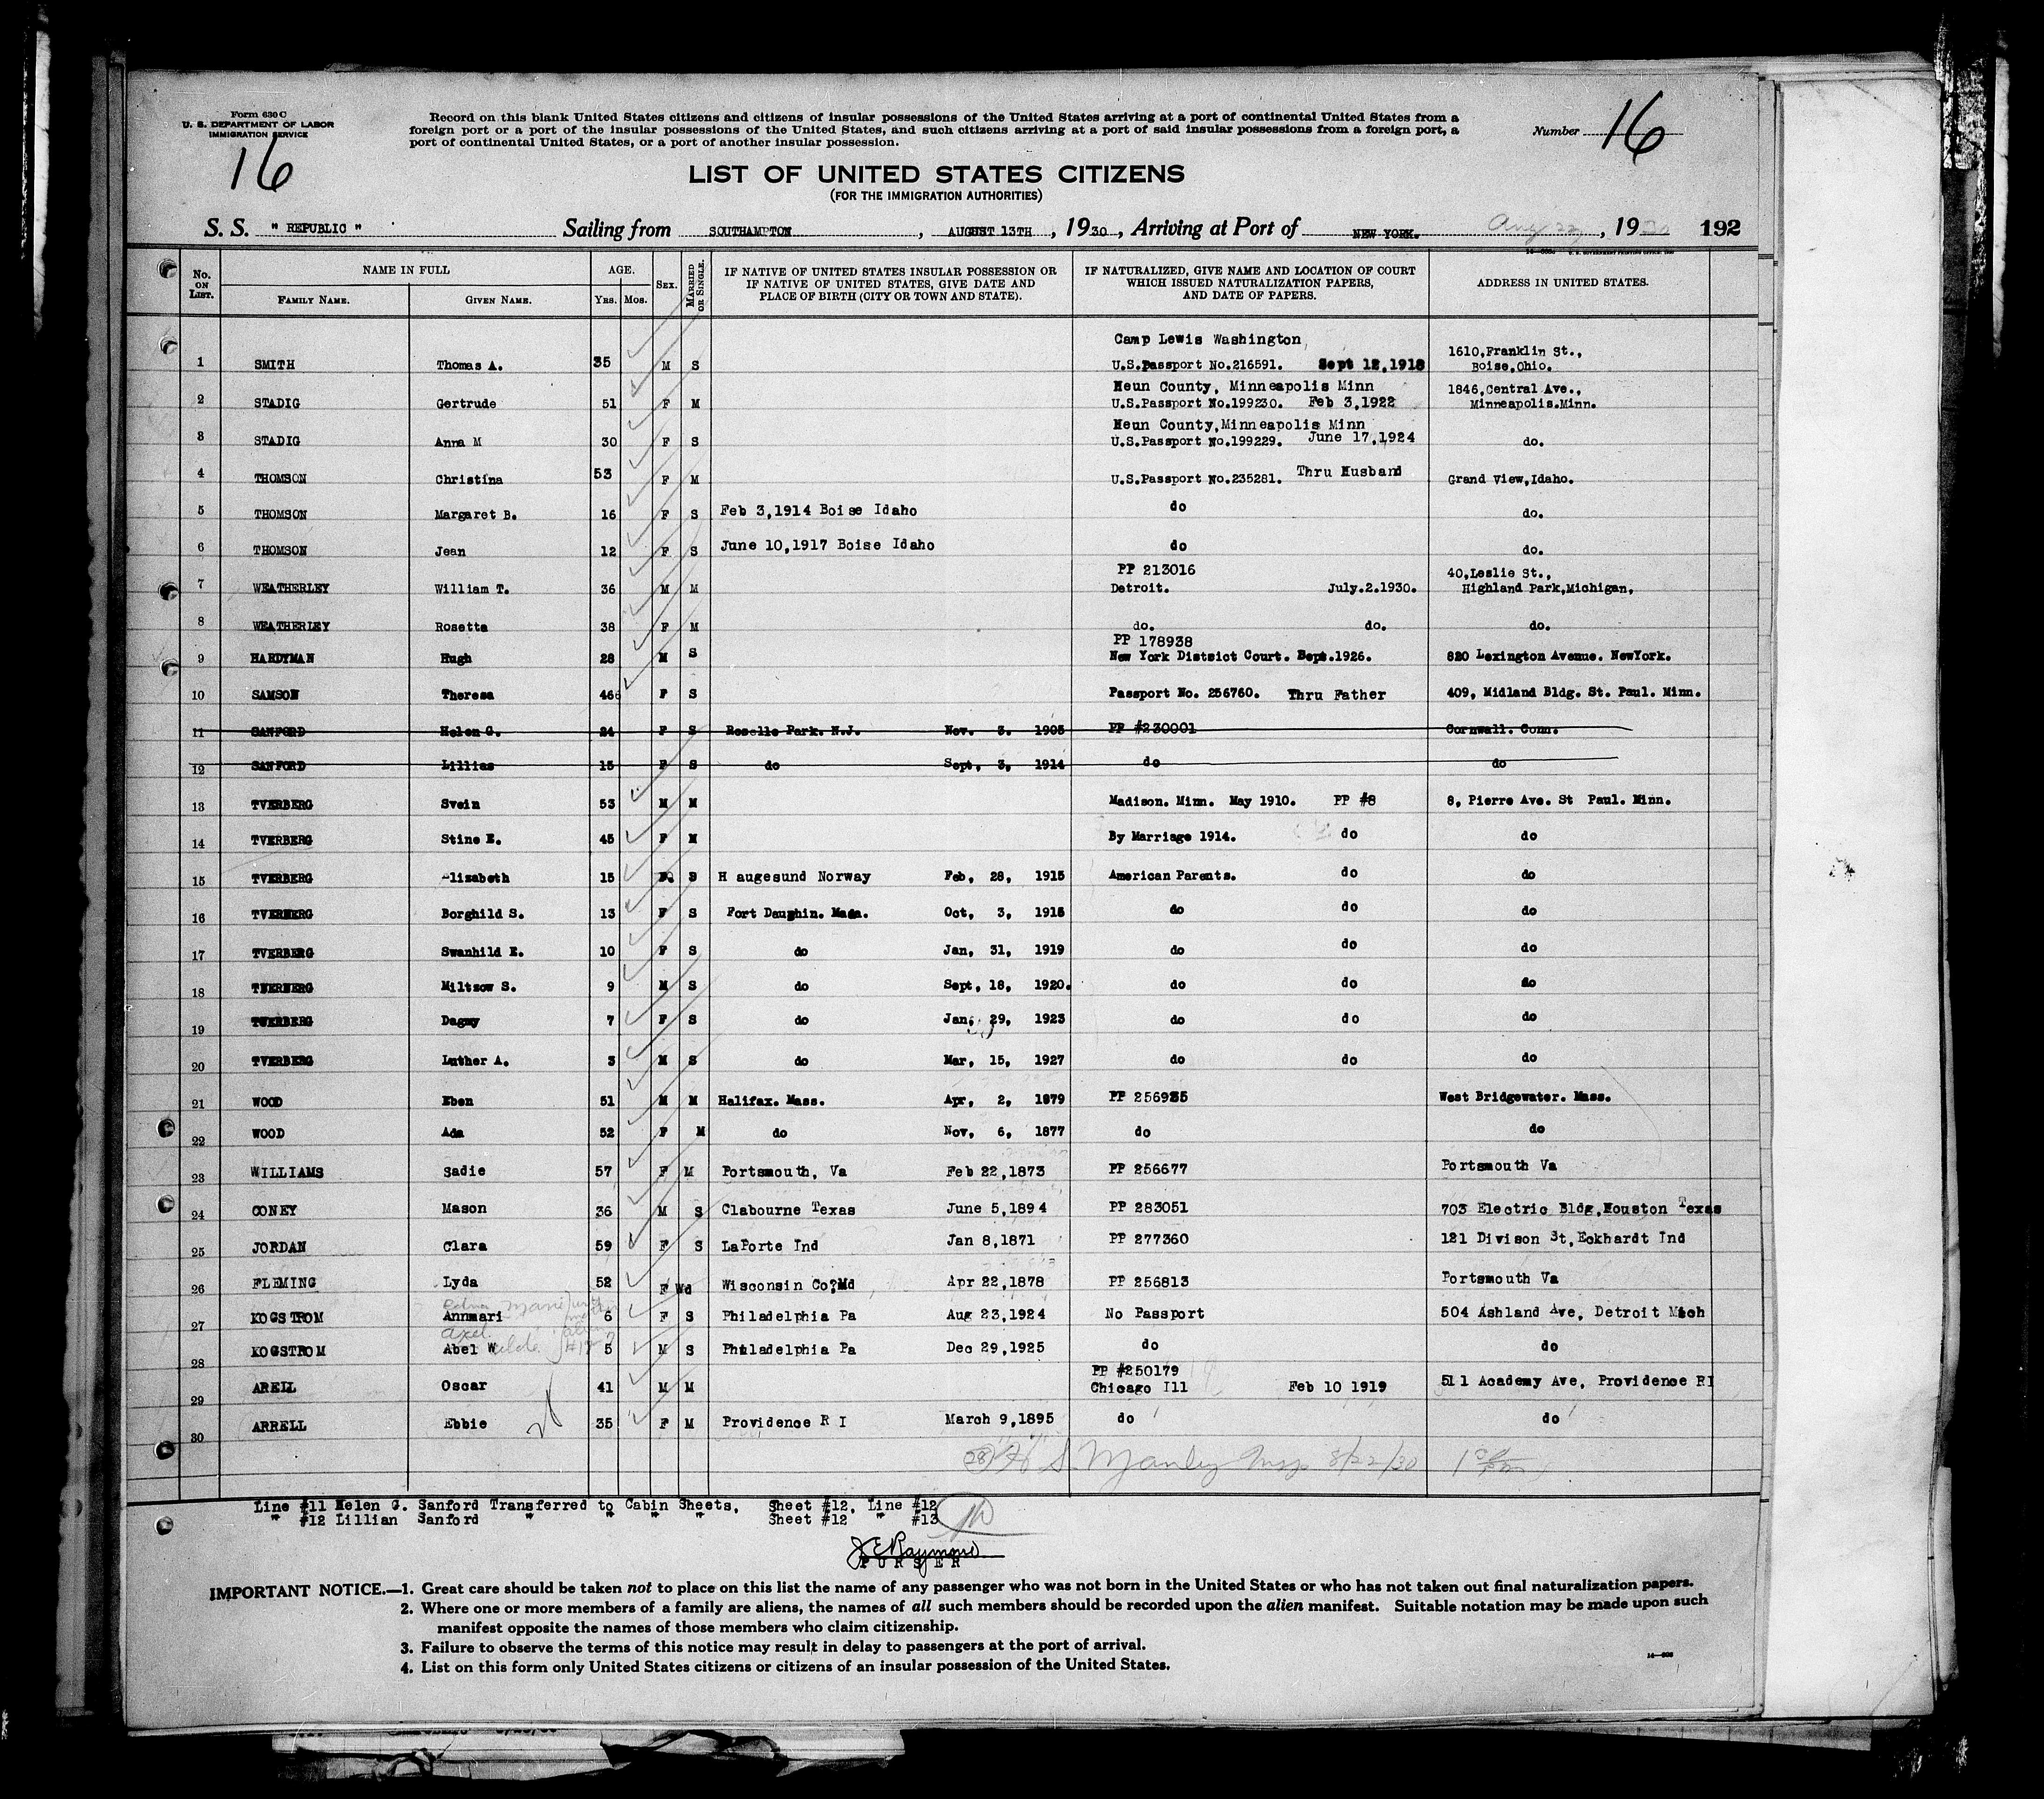 Form 630 C
U. S. DEPARTMENT OF LABOR
IMMIGRATION SERVICE
16
Record on this blank United States citizens and citizens of insular possessions of the United States arriving at a port of continental United States from a
foreign port or a port of the insular possessions of the United States, and such citizens arriving at a port of said insular possessions from a foreign port, a
port of continental United States, or a port of another insular possession.
Number 16
LIST OF UNITED STATES CITIZENS
(FOR THE IMMIGRATION AUTHORITIES)
S. S. " REPUBLIC " Sailing from SOUTHAMPTON , AUGUST 13TH , 1930 , Arriving at Port of NEW YORK. Aug 22 , 1930 192
No. ON LIST. NAME IN FULL AGE. SEX. MARRIED OR SINGLE. IF NATIVE OF UNITED STATES INSULAR POSSESSION OR IF NATIVE OF UNITED STATES, GIVE DATE AND PLACE OF BIRTH (CITY OR TOWN AND STATE). IF NATURALIZED, GIVE NAME AND LOCATION OF COURT WHICH ISSUED NATURALIZATION PAPERS, AND DATE OF PAPERS. ADDRESS IN UNITED STATES.
FAMILY NAME. GIVEN NAME. YRS. MOS.
Camp Lewis Washington
1 SMITH Thomas A. 35 M S U.S.Passport No.216591. Sept 12,1918 1610,Franklin St., Boise,Ohio.
Heun County, Minneapolis Minn
2 STADIG Gertrude 51 F M U.S.Passport No.199230. Feb 3,1922 1846,Central Ave., Minneapolis.Minn.
Heun County,Minneapolis Minn
3 STADIG Anna M 30 F S U.S.Passport No.199229. June 17,1924 do.
4 THOMSON Christina 53 F M U.S.Passport No.235281. Thru Husband Grand View,Idaho.
5 THOMSON Margaret B. 16 F S Feb 3,1914 Boise Idaho do do.
6 THOMSON Jean 12 F S June 10,1917 Boise Idaho do do.
PP 213016
7 WEATHERLEY William T. 36 M M Detroit. July.2.1930. 40,Leslie St., Highland Park,Michigan.
8 WEATHERLEY Rosetta 38 F M do. do. do.
PP 178938
9 HARDYMAN Hugh 28 M S New York District Court. Sept.1926. 820 Lexington Avenue. NewYork.
10 SAMSON Theresa 46 F S Passport No. 256760. Thru Father 409, Midland Bldg. St. Paul. Minn.
11 SANFORD Helen G. 24 F S Roselle Park. N.J. Nov. 3. 1905 PP #230001 Cornwall. Conn.
12 SANFORD Lillias 15 F S do Sept, 3, 1914 do do
13 TVERBERG Svein 53 M M Madison. Minn. May 1910. PP #8 8, Pierre Ave. St Paul. Minn.
14 TVERBERG Stine E. 45 F M By Marriage 1914. do do
15 TVERBERG -lizabeth 15 F. S H augesund Norway Feb, 28, 1915 American Parents. do do
16 TVERBERG Borghild S. 13 F S Fort Dauphin. Maga. Oct, 3, 1916 do do do
17 TVERBERG Swanhild E. 10 F S do Jan, 31, 1919 do do do
18 TVERBERG Miltsow S. 9 M S do Sept, 18, 1920. do do do
19 TVERBERG Dagny 7 F S do Jan, 29, 1923 do do do
20 TVERBERG Luther A. 3 M S do Mar, 15, 1927 do do do
21 WOOD Eben 51 M M Halifax. Mass. Apr, 2, 1879 PP 256935 West Bridgewater. Mass.
22 WOOD Ada 52 F M do Nov, 6, 1877 do do
23 WILLIAMS Sadie 57 F M Portsmouth, Va Feb 22,1873 PP 256677 Portsmouth Va
24 CONEY Mason 36 M S Clabourne Texas June 5,1894 PP 283051 703 Electric Bldg,Houston Texas
25 JORDAN Clara 59 F S LaPorte Ind Jan 8,1871 PP 277360 121 Divison St,Eckhardt Ind
26 FLEMING Lyda 52 F Wd Wisconsin Co?Md Apr 22,1878 PP 256813 Portsmouth Va
edna Marie
27 KOGSTROM Annmari 6 F S Philadelphia Pa Aug 23,1924 No Passport 504 Ashland Ave, Detroit Mich
axel
28 KOGSTROM Abel W 5 M S Philadelphia Pa Dec 29,1925 do do
PP #250179
29 ARELL Oscar 41 M M Chicago Ill Feb 10 1919 511 Academy Ave, Providence RI
30 ARRELL Ebbie 35 F M Providence R I March 9,1895 do do
(28) H S. Manley Insp 8/22/30
Line #11 Helen G. Sanford Transferred to Cabin Sheets. Sheet #12, Line #12
" #12 Lillian Sanford " " " " Sheet #12 " #13
J E Raymond
PURSER
IMPORTANT NOTICE.—1. Great care should be taken not to place on this list the name of any passenger who was not born in the United States or who has not taken out final naturalization papers.
2. Where one or more members of a family are aliens, the names of all such members should be recorded upon the alien manifest. Suitable notation may be made upon such
manifest opposite the names of those members who claim citizenship.
3. Failure to observe the terms of this notice may result in delay to passengers at the port of arrival.
4. List on this form only United States citizens or citizens of an insular possession of the United States.